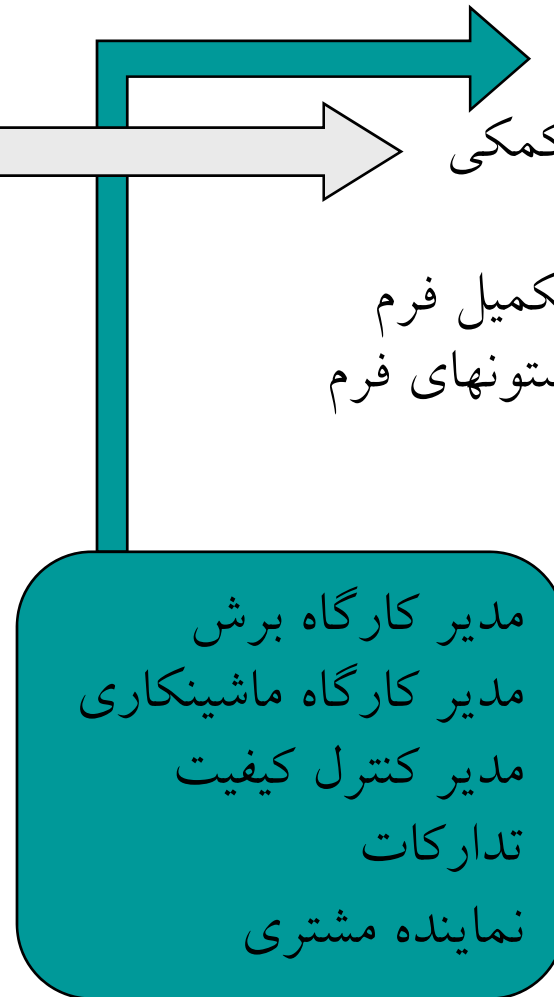 کمکی
کمیل فرم
ستونهای فرم
مدیر کارگاه برش
مدیر کارگاه ماشینکاری
مدیر کنترل کیفیت
تدارکات
نماینده مشتری